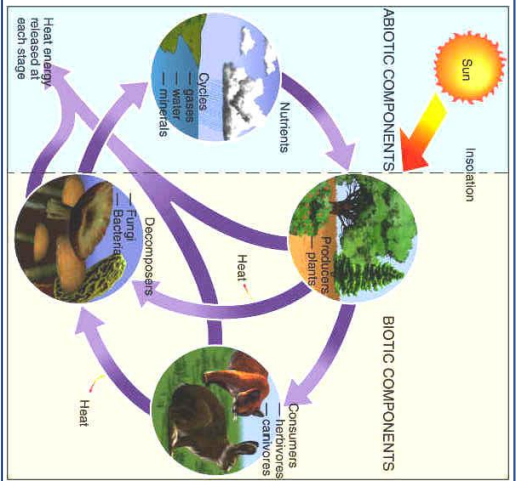 ABIOTIC COMPONENTS
BIOTIC COMPONENTS
Sun
Insolation
Nutrients
Cycles
— gases
— water
— minerals
Heat energy
released at
each stage
Producers
— plants
Heat
Decomposers
— Fungi
— Bacteria
Consumers
— herbivores
— canivores
Heat